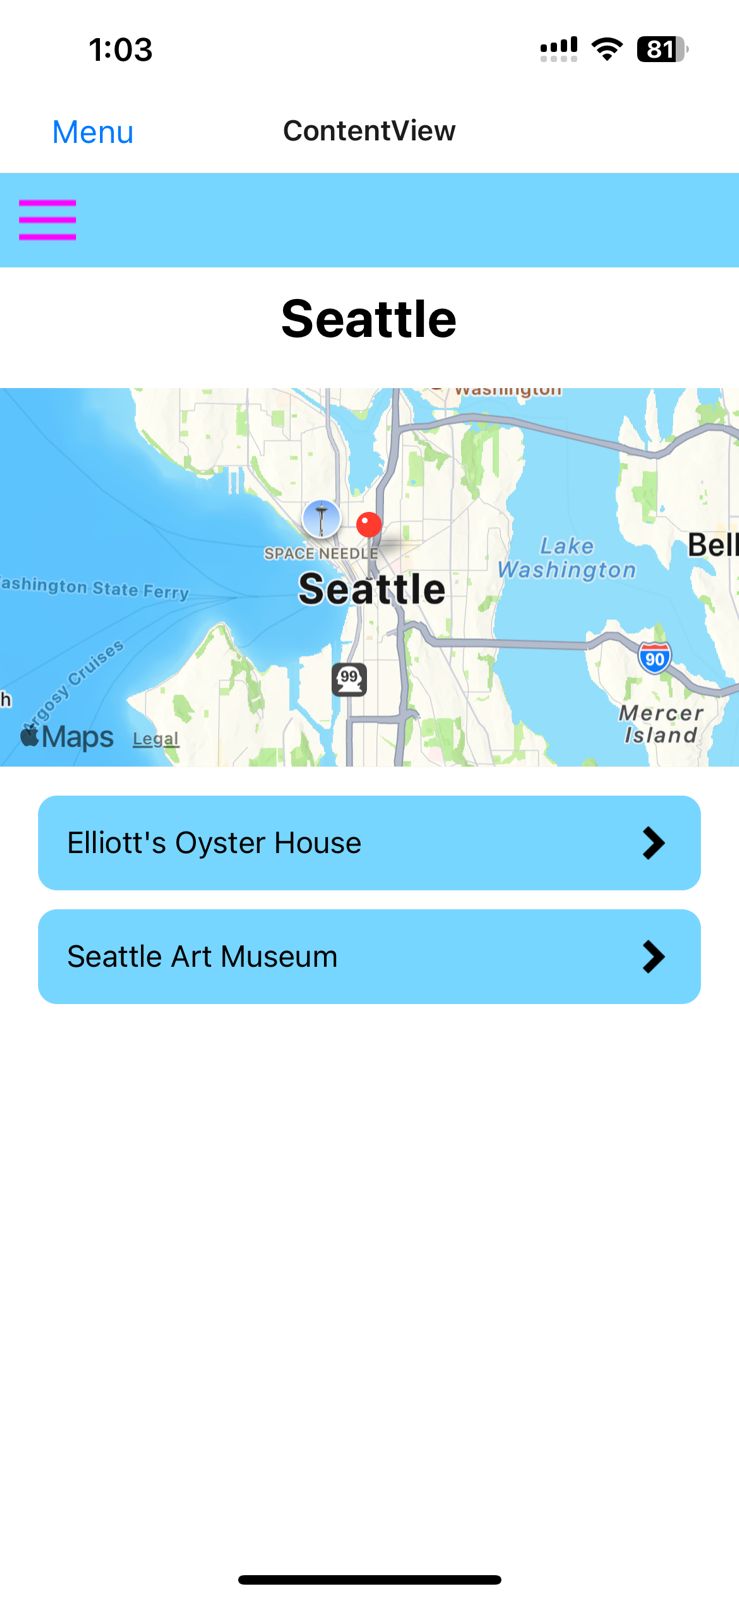 1:03
81
Menu
ContentView
Seattle
Washington
SPACE NEEDLE
Seattle
Lake
Washington
Bell
ashington State Ferry
Argosy Cruises
99
90
h
Mercer
Island
Maps
Legal
Elliott's Oyster House
Seattle Art Museum